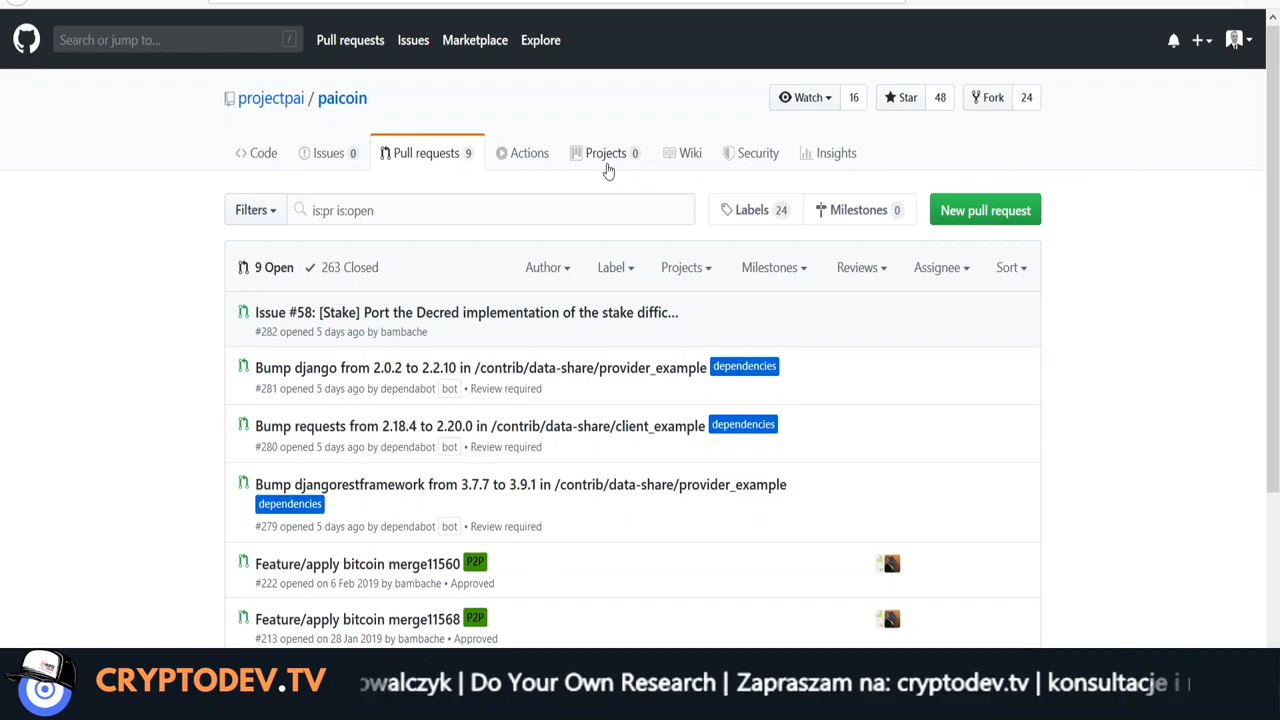 Search or jump to...
/
Pull requests
Issues
Marketplace
Explore
projectpai / paicoin
Watch 16
Star 48
Fork 24
Code
Issues 0
Pull requests 9
Actions
Projects 0
Wiki
Security
Insights
Filters
is:pr is:open
Labels 24
Milestones 0
New pull request
9 Open
263 Closed
Author
Label
Projects
Milestones
Reviews
Assignee
Sort
Issue #58: [Stake] Port the Decred implementation of the stake diffic...
#282 opened 5 days ago by bambache
Bump django from 2.0.2 to 2.2.10 in /contrib/data-share/provider_example dependencies
#281 opened 5 days ago by dependabot bot • Review required
Bump requests from 2.18.4 to 2.20.0 in /contrib/data-share/client_example dependencies
#280 opened 5 days ago by dependabot bot • Review required
Bump djangorestframework from 3.7.7 to 3.9.1 in /contrib/data-share/provider_example
dependencies
#279 opened 5 days ago by dependabot bot • Review required
Feature/apply bitcoin merge11560 P2P
#222 opened on 6 Feb 2019 by bambache • Approved
Feature/apply bitcoin merge11568 P2P
#213 opened on 28 Jan 2019 by bambache • Approved
CRYPTODEV.TV
owalczyk | Do Your Own Research | Zapraszam na: cryptodev.tv | konsultacje i